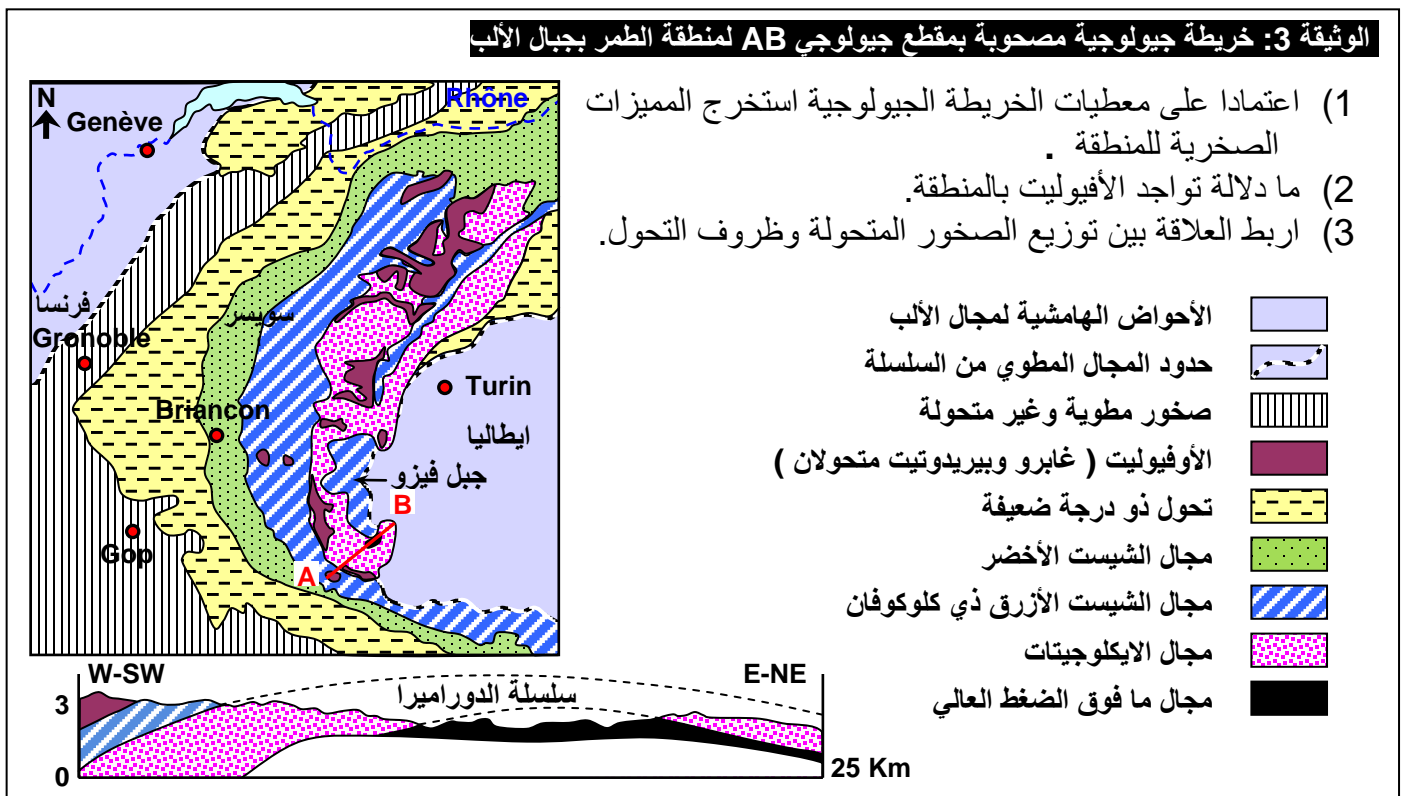 الوثيقة 3: خريطة جيولوجية مصحوبة بمقطع جيولوجي AB لمنطقة الطمر بجبال الألب
1) اعتمادا على معطيات الخريطة الجيولوجية استخرج المميزات
الصخرية للمنطقة .
2) ما دلالة تواجد الأفيوليت بالمنطقة.
3) اربط العلاقة بين توزيع الصخور المتحولة وظروف التحول.
N
Rhône
Genève
فرنسا
سويسر
Gronoble
Turin
Briancon
ايطاليا
جبل فيزو
B
Gop
A
الأحواض الهامشية لمجال الألب
حدود المجال المطوي من السلسلة
صخور مطوية وغير متحولة
الأوفيوليت ( غابرو وبيريدوتيت متحولان )
تحول ذو درجة ضعيفة
مجال الشيست الأخضر
مجال الشيست الأزرق ذي كلوكوفان
مجال الايكلوجيتات
مجال ما فوق الضغط العالي
W-SW
E-NE
3
سلسلة الدوراميرا
0
25 Km